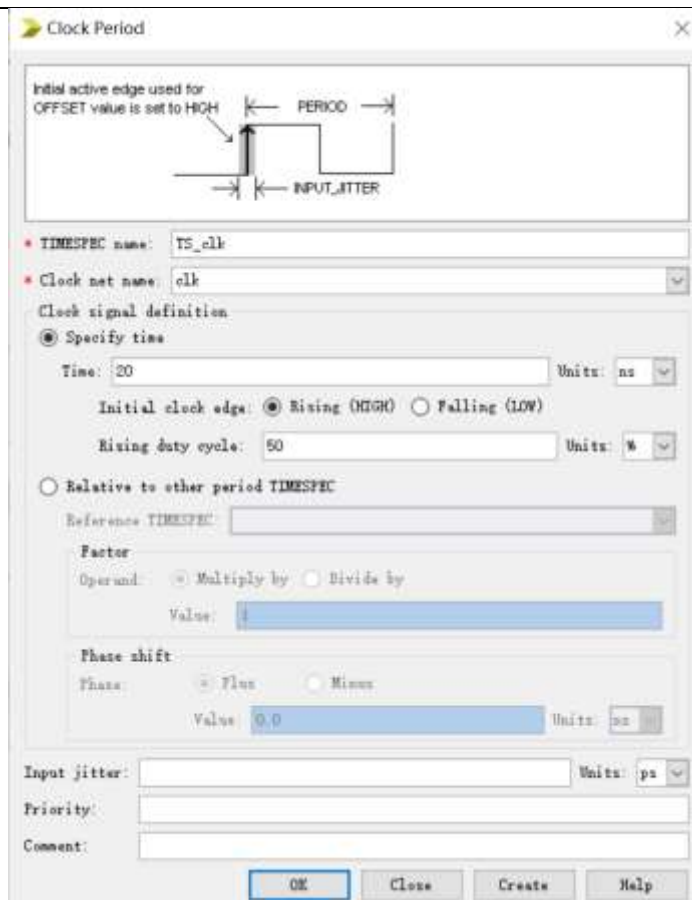 Clock Period
Initial active edge used for
OFFSET value is set to HIGH
PERIOD
INPUT_JITTER
* TIMESPEC name: TS_clk
* Clock net name: clk
Clock signal definition
Specify time
Time: 20 Units: ns
Initial clock edge: Rising (HIGH) Falling (LOW)
Rising duty cycle: 50 Units: %
Relative to other period TIMESPEC
Reference TIMESPEC:
Factor
Operand: Multiply by Divide by
Value: 1
Phase shift
Phase: Plus Minus
Value: 0.0 Units: ns
Input jitter: Units: ps
Priority:
Comment:
OK Close Create Help